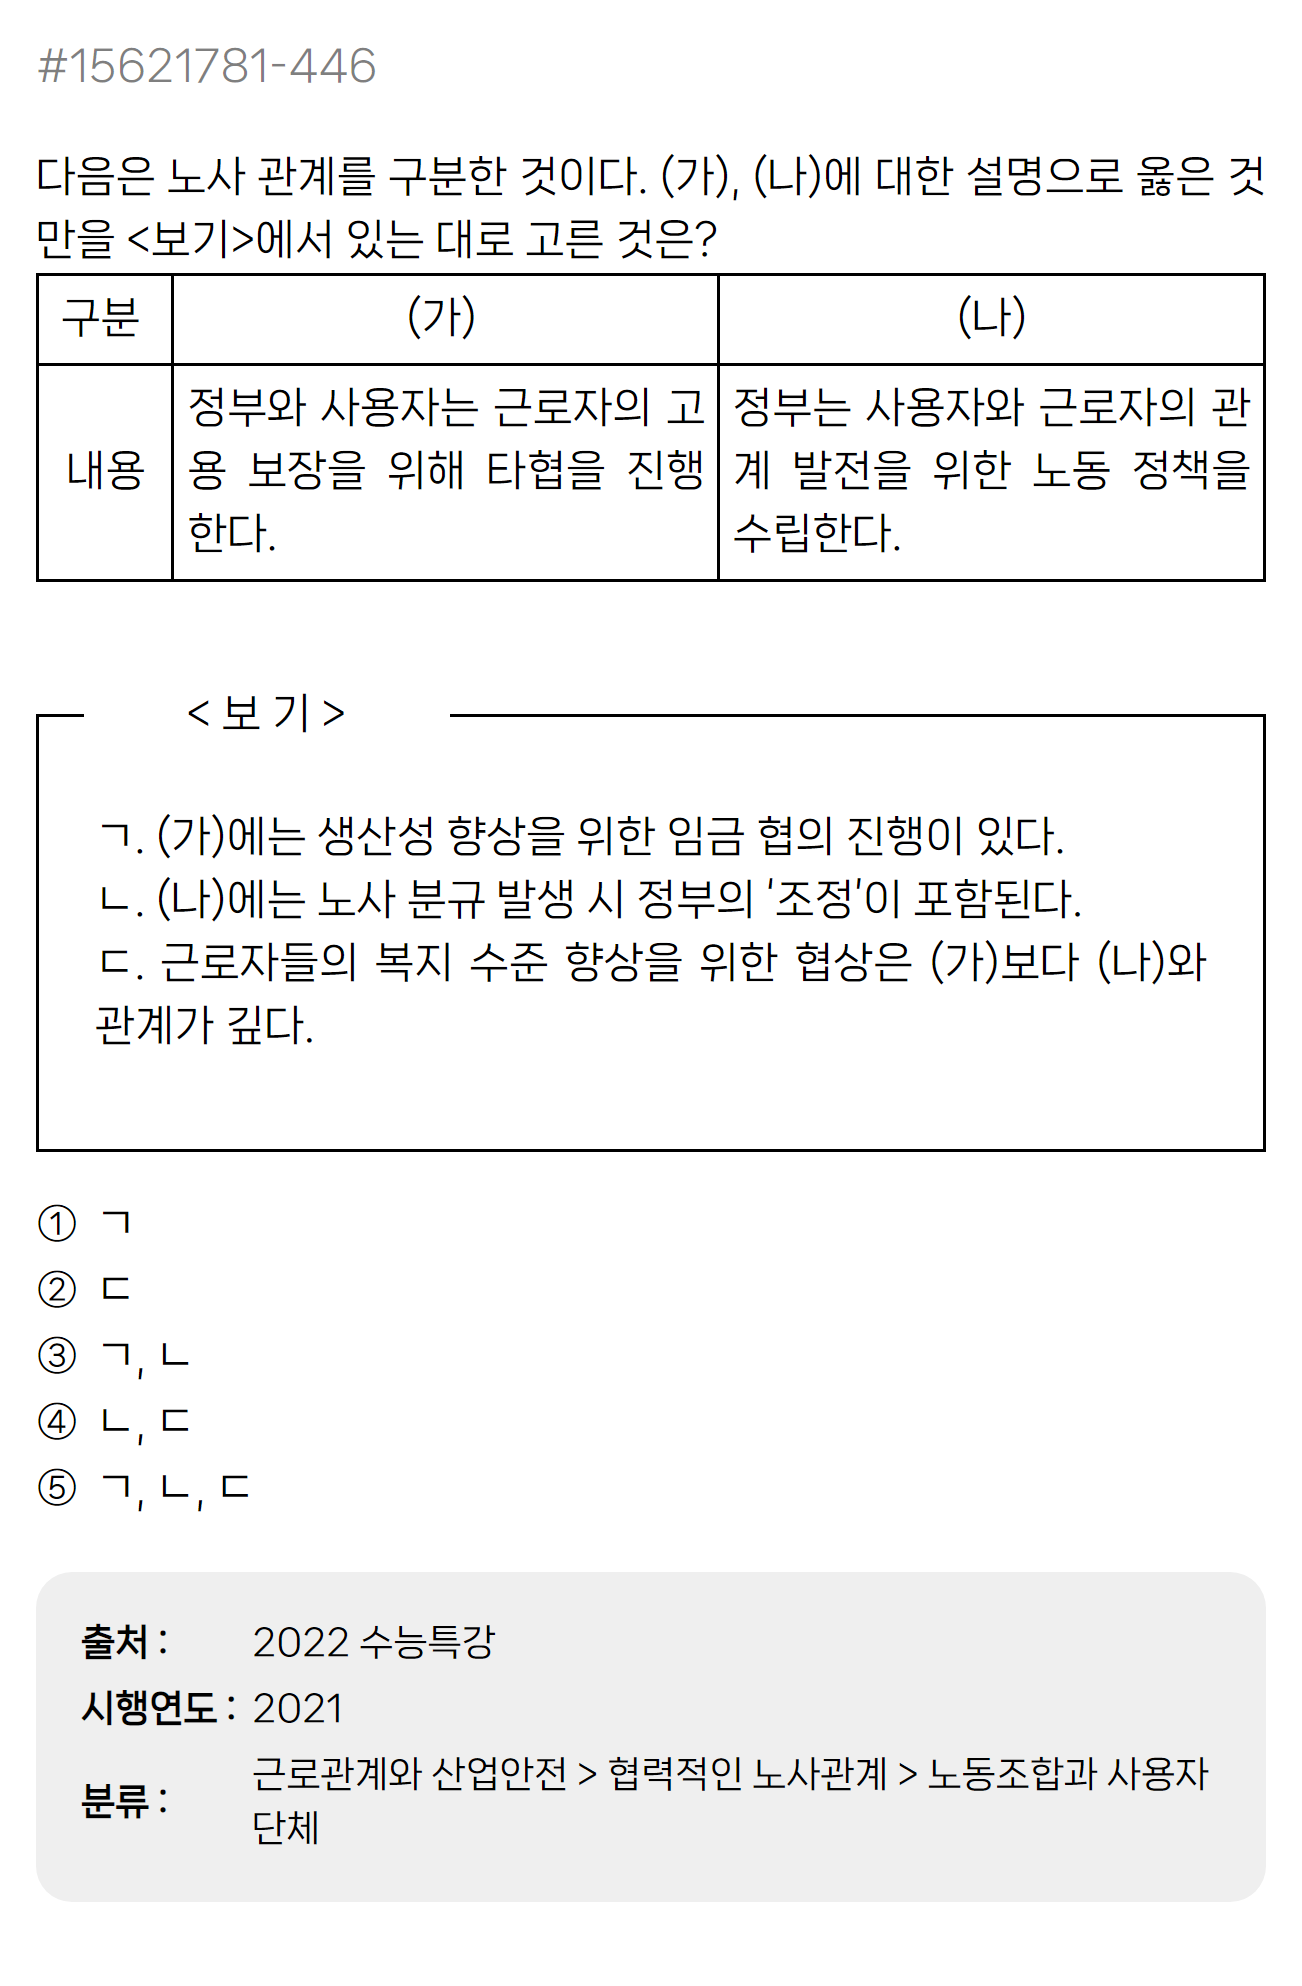 #15621781-446
다음은 노사 관계를 구분한 것이다. (가), (나)에 대한 설명으로 옳은 것
만을 <보기>에서 있는 대로 고른 것은?
구분 (가) (나)
내용
정부와 사용자는 근로자의 고
용 보장을 위해 타협을 진행
한다.
정부는 사용자와 근로자의 관
계 발전을 위한 노동 정책을
수립한다.
< 보 기 >
ㄱ. (가)에는 생산성 향상을 위한 임금 협의 진행이 있다.
ㄴ. (나)에는 노사 분규 발생 시 정부의 '조정'이 포함된다.
ㄷ. 근로자들의 복지 수준 향상을 위한 협상은 (가)보다 (나)와
관계가 깊다.
① ㄱ
② ㄷ
③ ㄱ, ㄴ
④ ㄴ, ㄷ
⑤ ㄱ, ㄴ, ㄷ
출처 : 2022 수능특강
시행연도 : 2021
분류 : 근로관계와 산업안전 > 협력적인 노사관계 > 노동조합과 사용자
단체